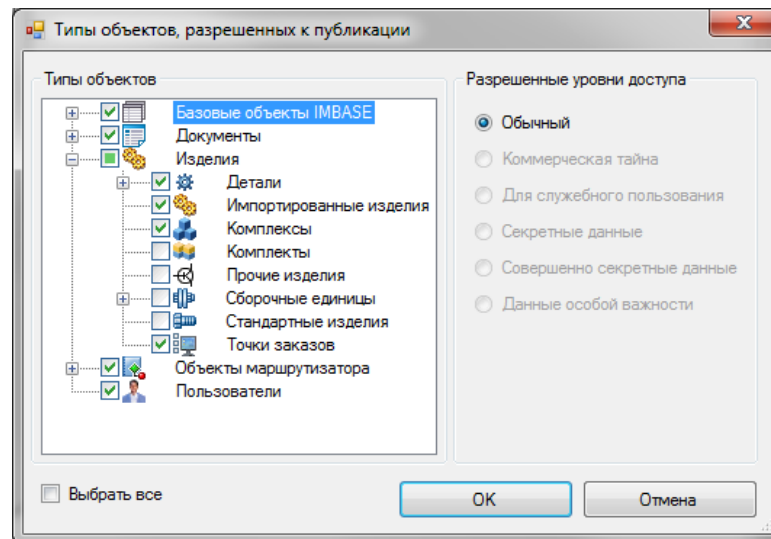 Типы объектов, разрешенных к публикации
Типы объектов
Базовые объекты IMBASE
Документы
Изделия
Детали
Импортированные изделия
Комплексы
Комплекты
Прочие изделия
Сборочные единицы
Стандартные изделия
Точки заказов
Объекты маршрутизатора
Пользователи
Разрешенные уровни доступа
Обычный
Коммерческая тайна
Для служебного пользования
Секретные данные
Совершенно секретные данные
Данные особой важности
Выбрать все
OK
Отмена